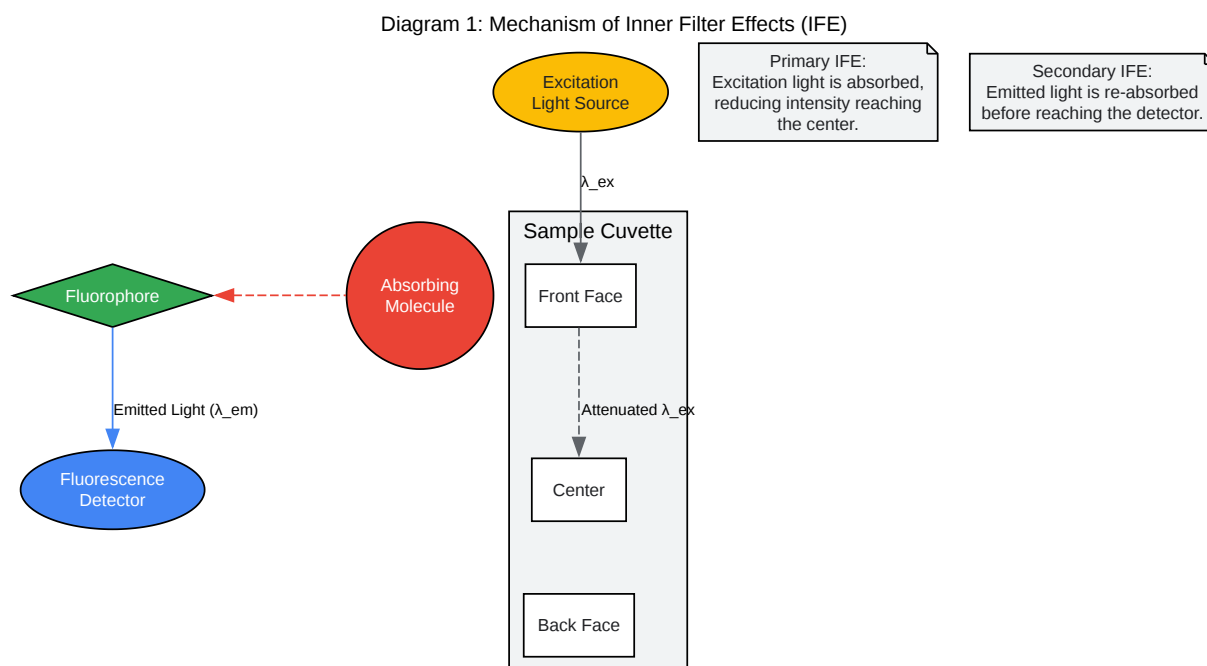 Diagram 1: Mechanism of Inner Filter Effects (IFE)
Excitation
Light Source
Primary IFE:
Excitation light is absorbed,
reducing intensity reaching
the center.
Secondary IFE:
Emitted light is re-absorbed
before reaching the detector.
λ_ex
Sample Cuvette
Fluorophore
Absorbing
Molecule
Front Face
Emitted Light (λ_em)
Attenuated λ_ex
Fluorescence
Detector
Center
Back Face